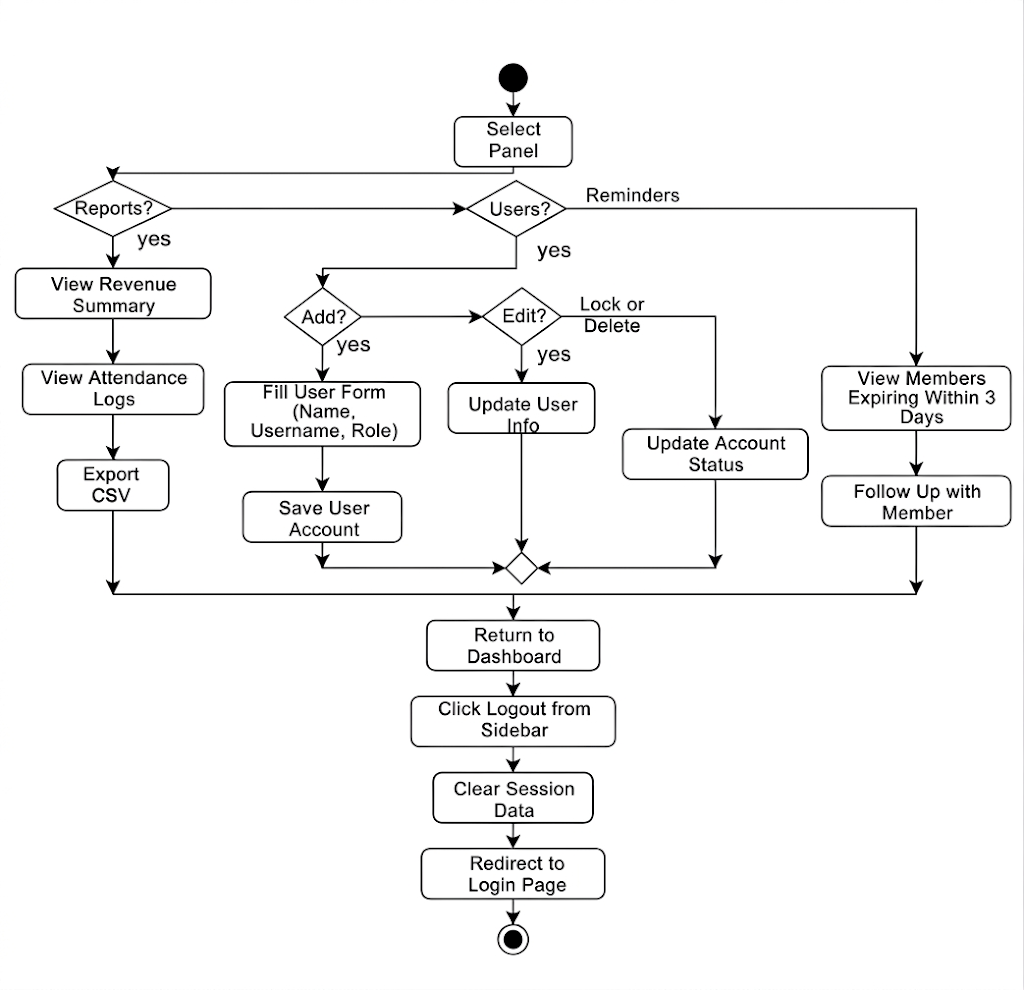 Select
Panel
Reports?
Users?
Reminders
yes
yes
View Revenue
Summary
Add?
Edit?
Lock or
Delete
yes
yes
View Attendance
Logs
Fill User Form
(Name,
Username, Role)
Update User
Info
View Members
Expiring Within 3
Days
Update Account
Status
Export
CSV
Save User
Account
Follow Up with
Member
Return to
Dashboard
Click Logout from
Sidebar
Clear Session
Data
Redirect to
Login Page